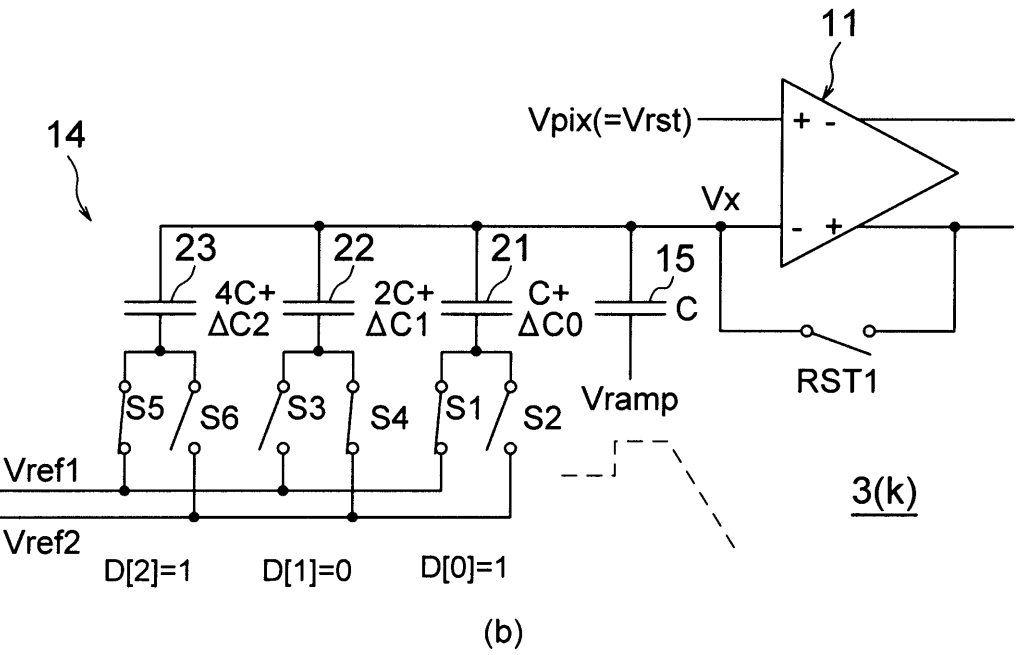 11
Vpix(=Vrst)
+ -
14
Vx
- +
23
22
21
15
4C+
ΔC2
2C+
ΔC1
C+
ΔC0
C
RST1
S5
S6
S3
S4
S1
S2
Vramp
Vref1
Vref2
3(k)
D[2]=1
D[1]=0
D[0]=1
(b)